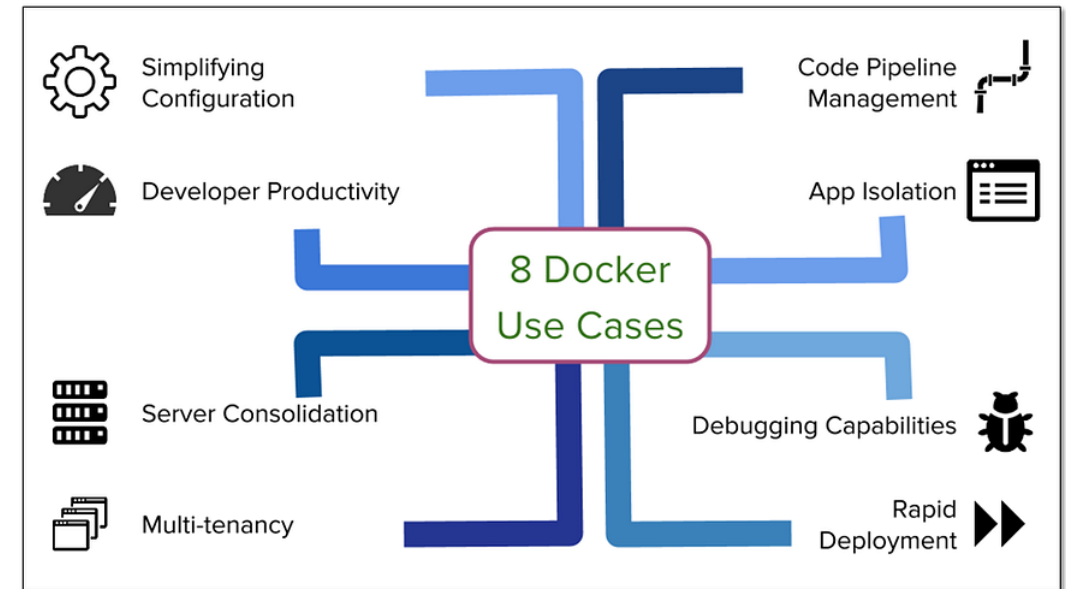 Simplifying
Configuration
Developer Productivity
Server Consolidation
Multi-tenancy
8 Docker
Use Cases
Code Pipeline
Management
App Isolation
Debugging Capabilities
Rapid
Deployment